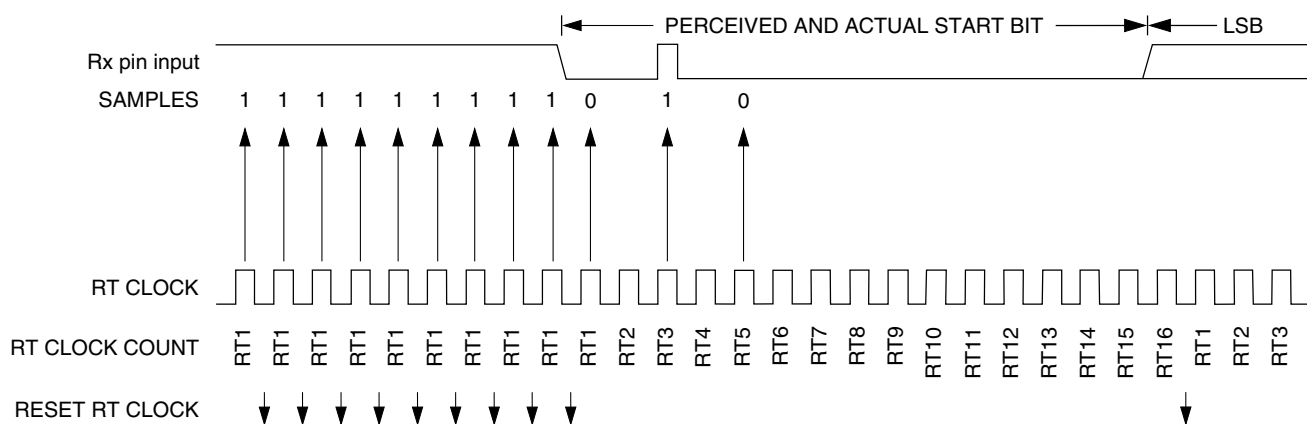 PERCEIVED AND ACTUAL START BIT LSB
Rx pin input
SAMPLES 1 1 1 1 1 1 1 1 1 0 1 0
RT CLOCK
RT CLOCK COUNT RT1 RT1 RT1 RT1 RT1 RT1 RT1 RT1 RT1 RT1 RT2 RT3 RT4 RT5 RT6 RT7 RT8 RT9 RT10 RT11 RT12 RT13 RT14 RT15 RT16 RT1 RT2 RT3
RESET RT CLOCK